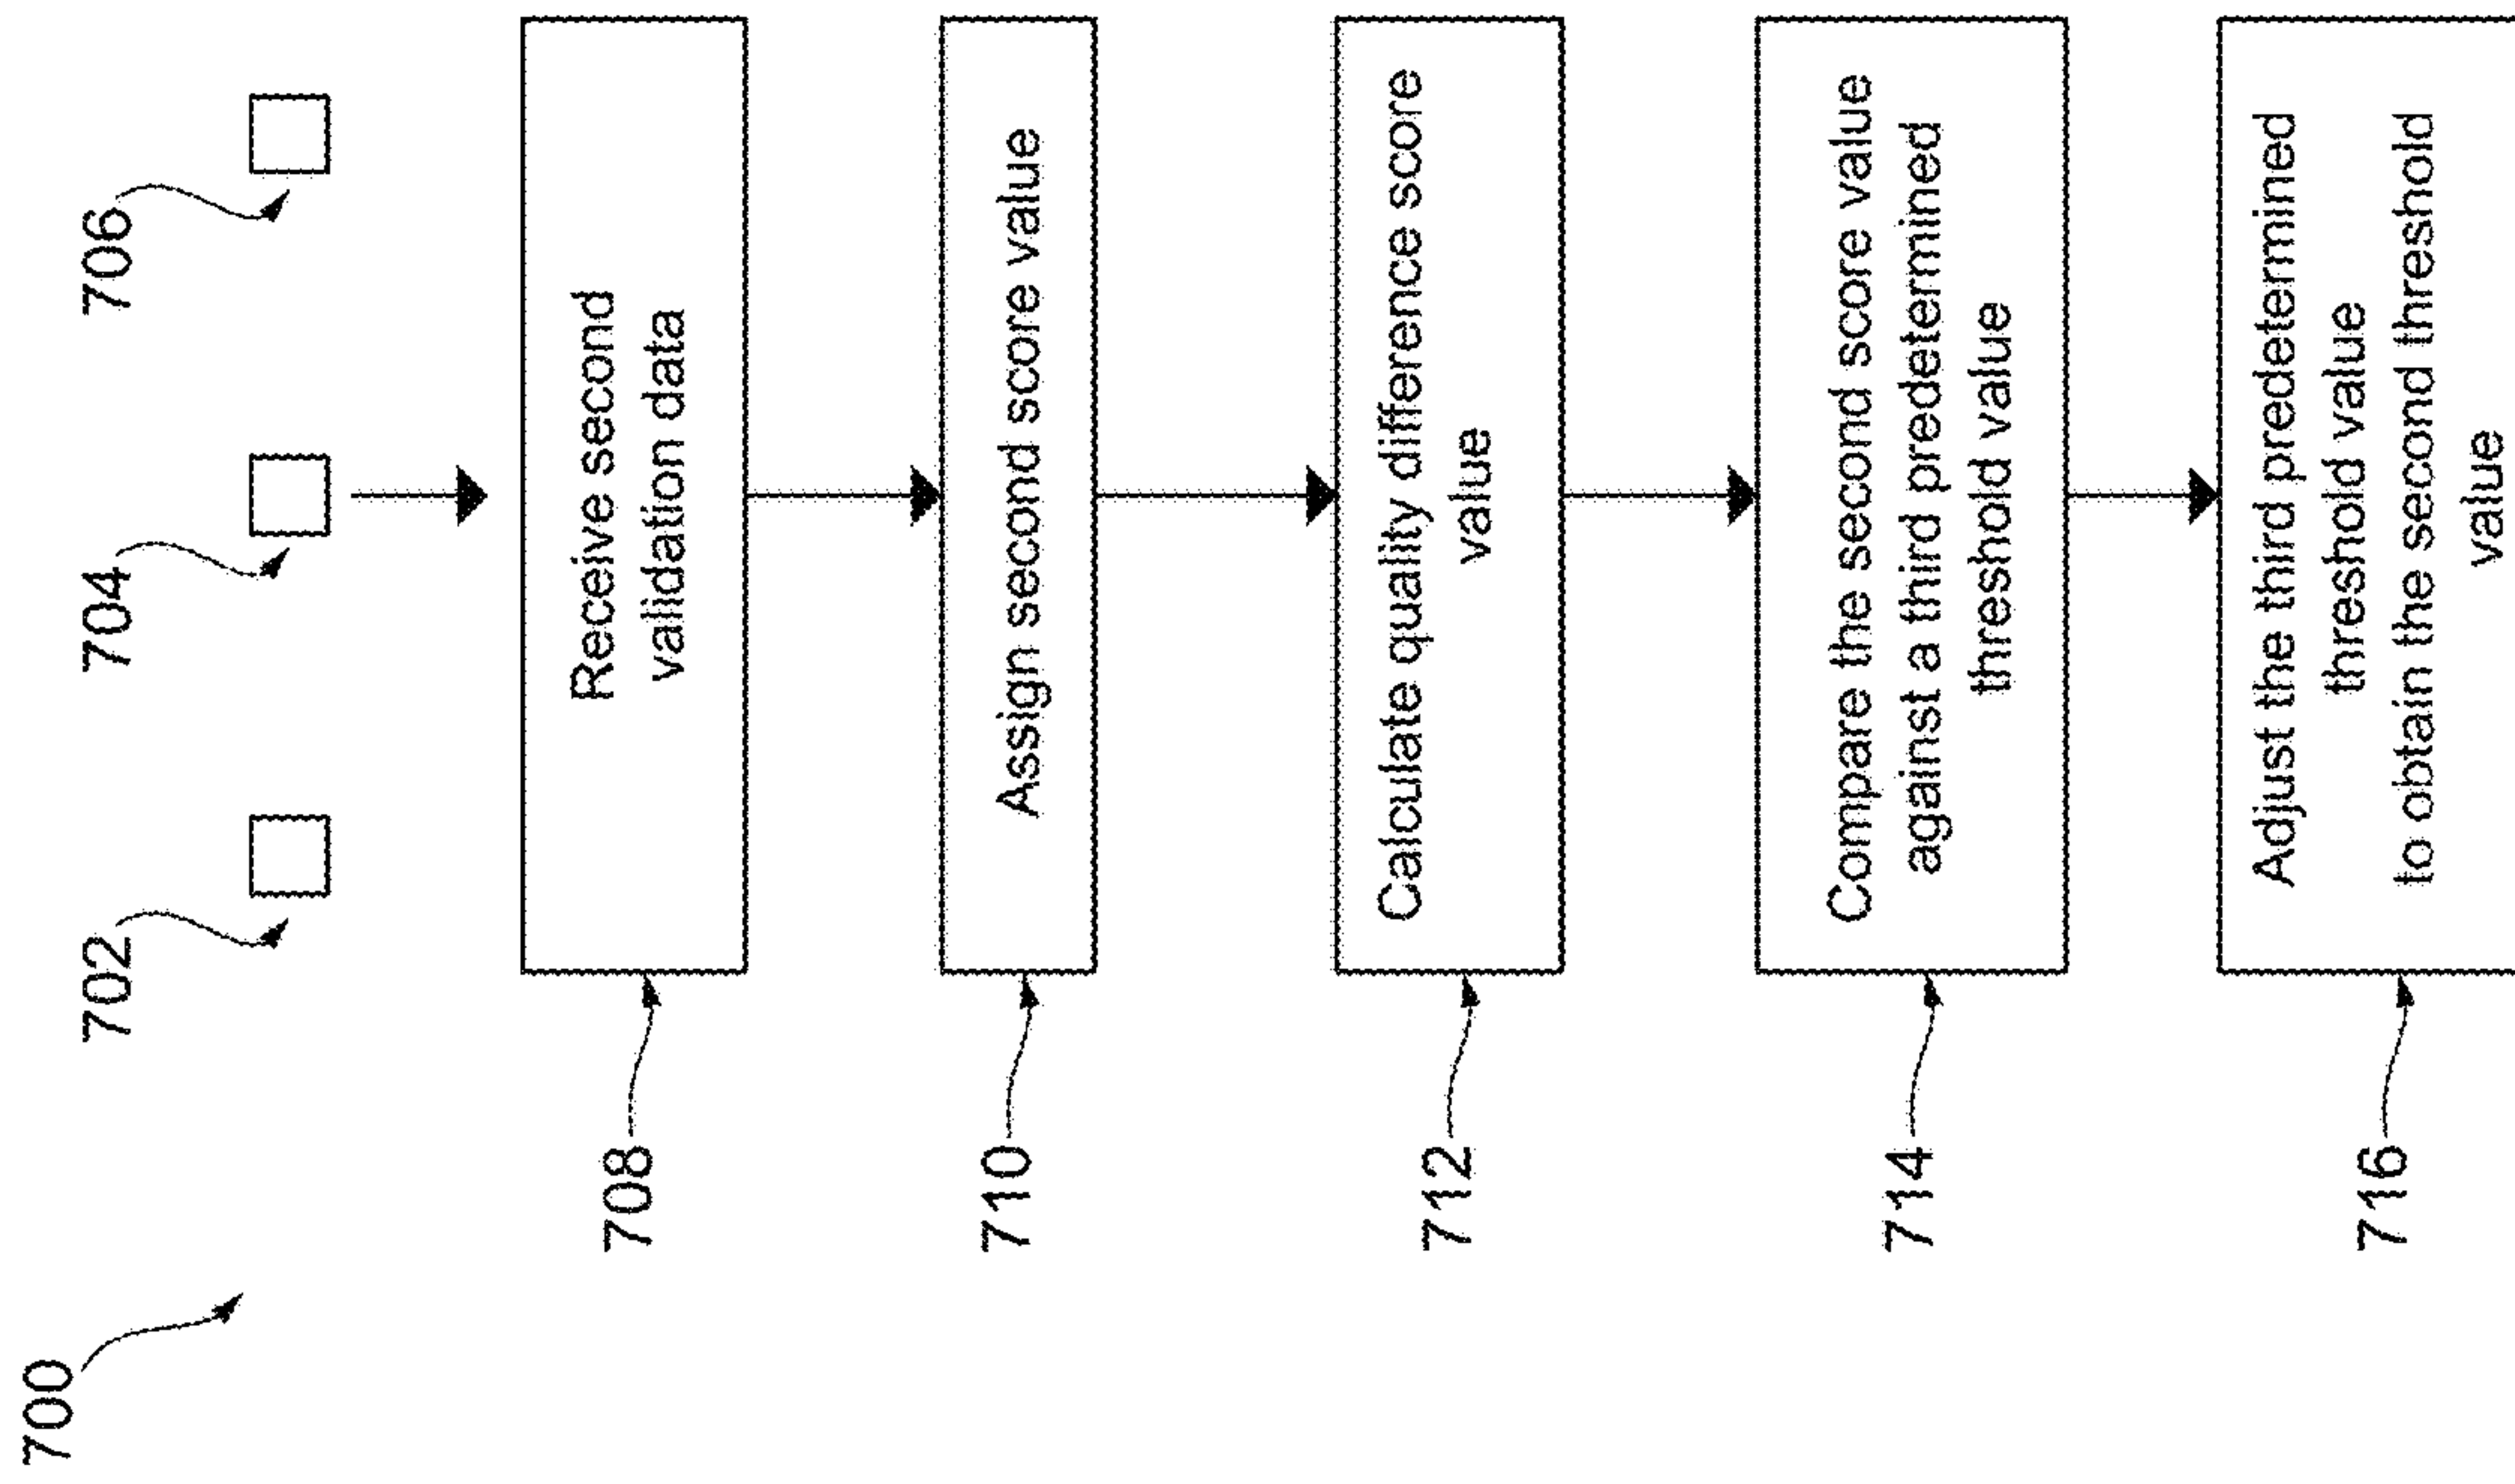 700
702
704
706
Receive second
validation data
708
Assign second score value
710
Calculate quality difference score
value
712
Compare the second score value
against a third predetermined
threshold value
714
Adjust the third predetermined
threshold value
to obtain the second threshold
value
716